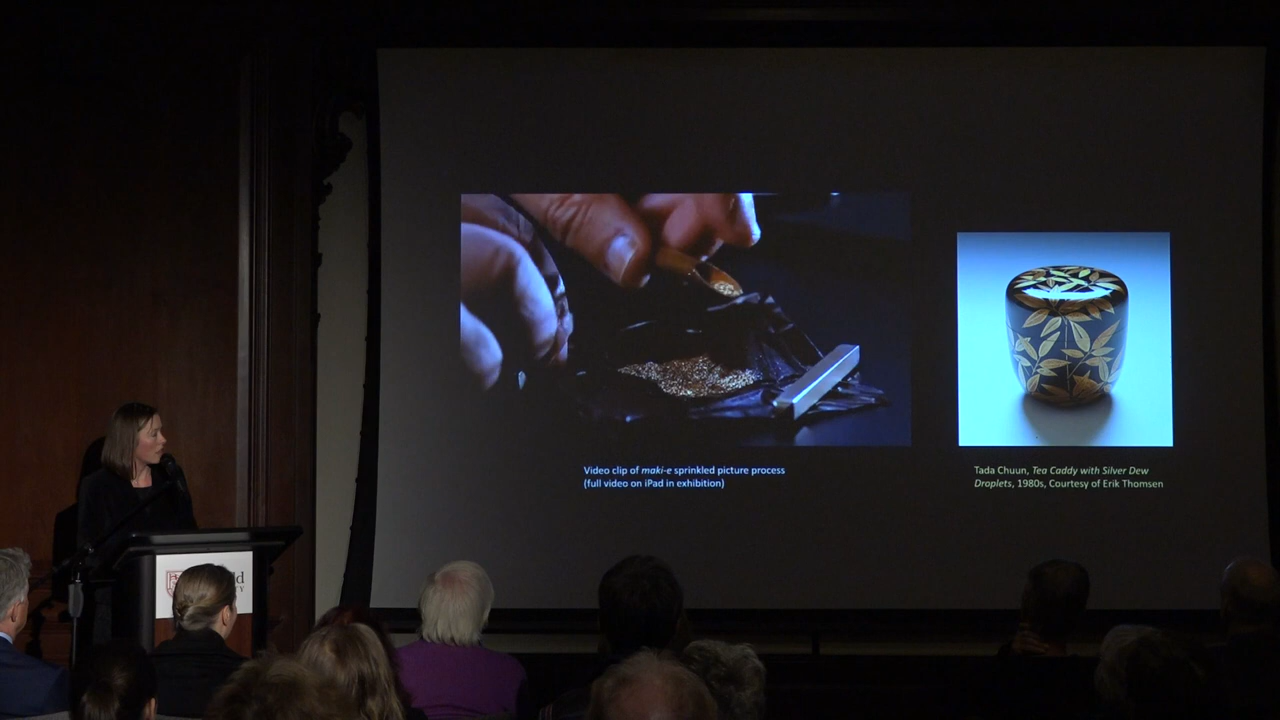 Video clip of maki-e sprinkled picture process
(full video on iPad in exhibition)
Tada Chuun, Tea Caddy with Silver Dew
Droplets, 1980s, Courtesy of Erik Thomsen